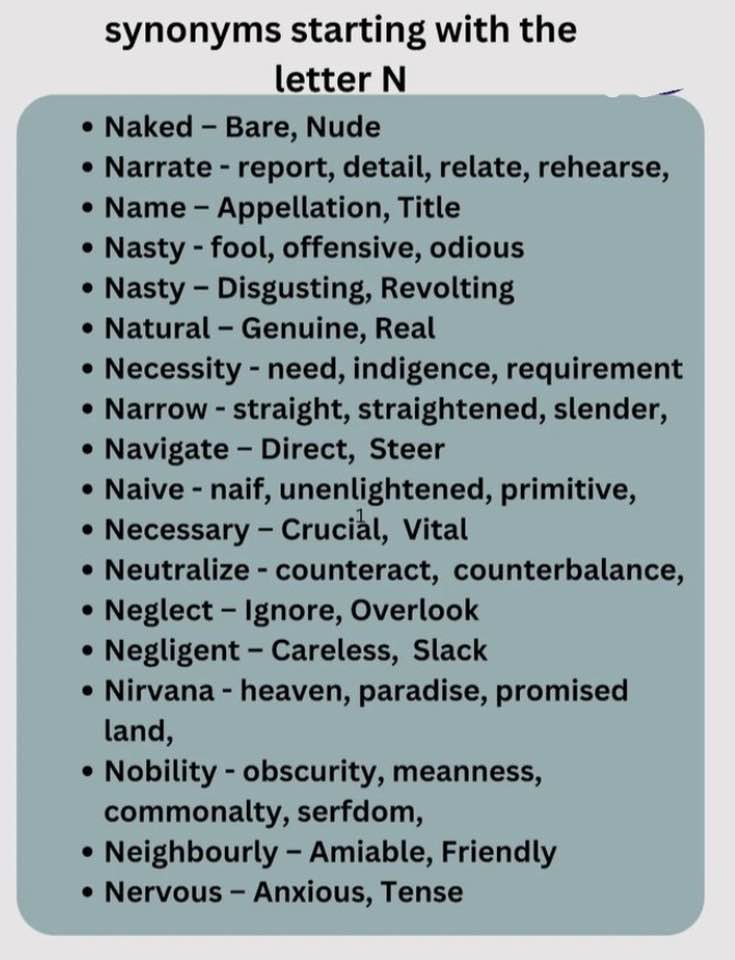 synonyms starting with the
letter N
• Naked – Bare, Nude
• Narrate - report, detail, relate, rehearse,
• Name – Appellation, Title
• Nasty - fool, offensive, odious
• Nasty – Disgusting, Revolting
• Natural – Genuine, Real
• Necessity - need, indigence, requirement
• Narrow - straight, straightened, slender,
• Navigate – Direct, Steer
• Naive - naif, unenlightened, primitive,
1
• Necessary – Crucial, Vital
• Neutralize - counteract, counterbalance,
• Neglect – Ignore, Overlook
• Negligent – Careless, Slack
• Nirvana - heaven, paradise, promised
land,
• Nobility - obscurity, meanness,
commonalty, serfdom,
• Neighbourly – Amiable, Friendly
• Nervous – Anxious, Tense